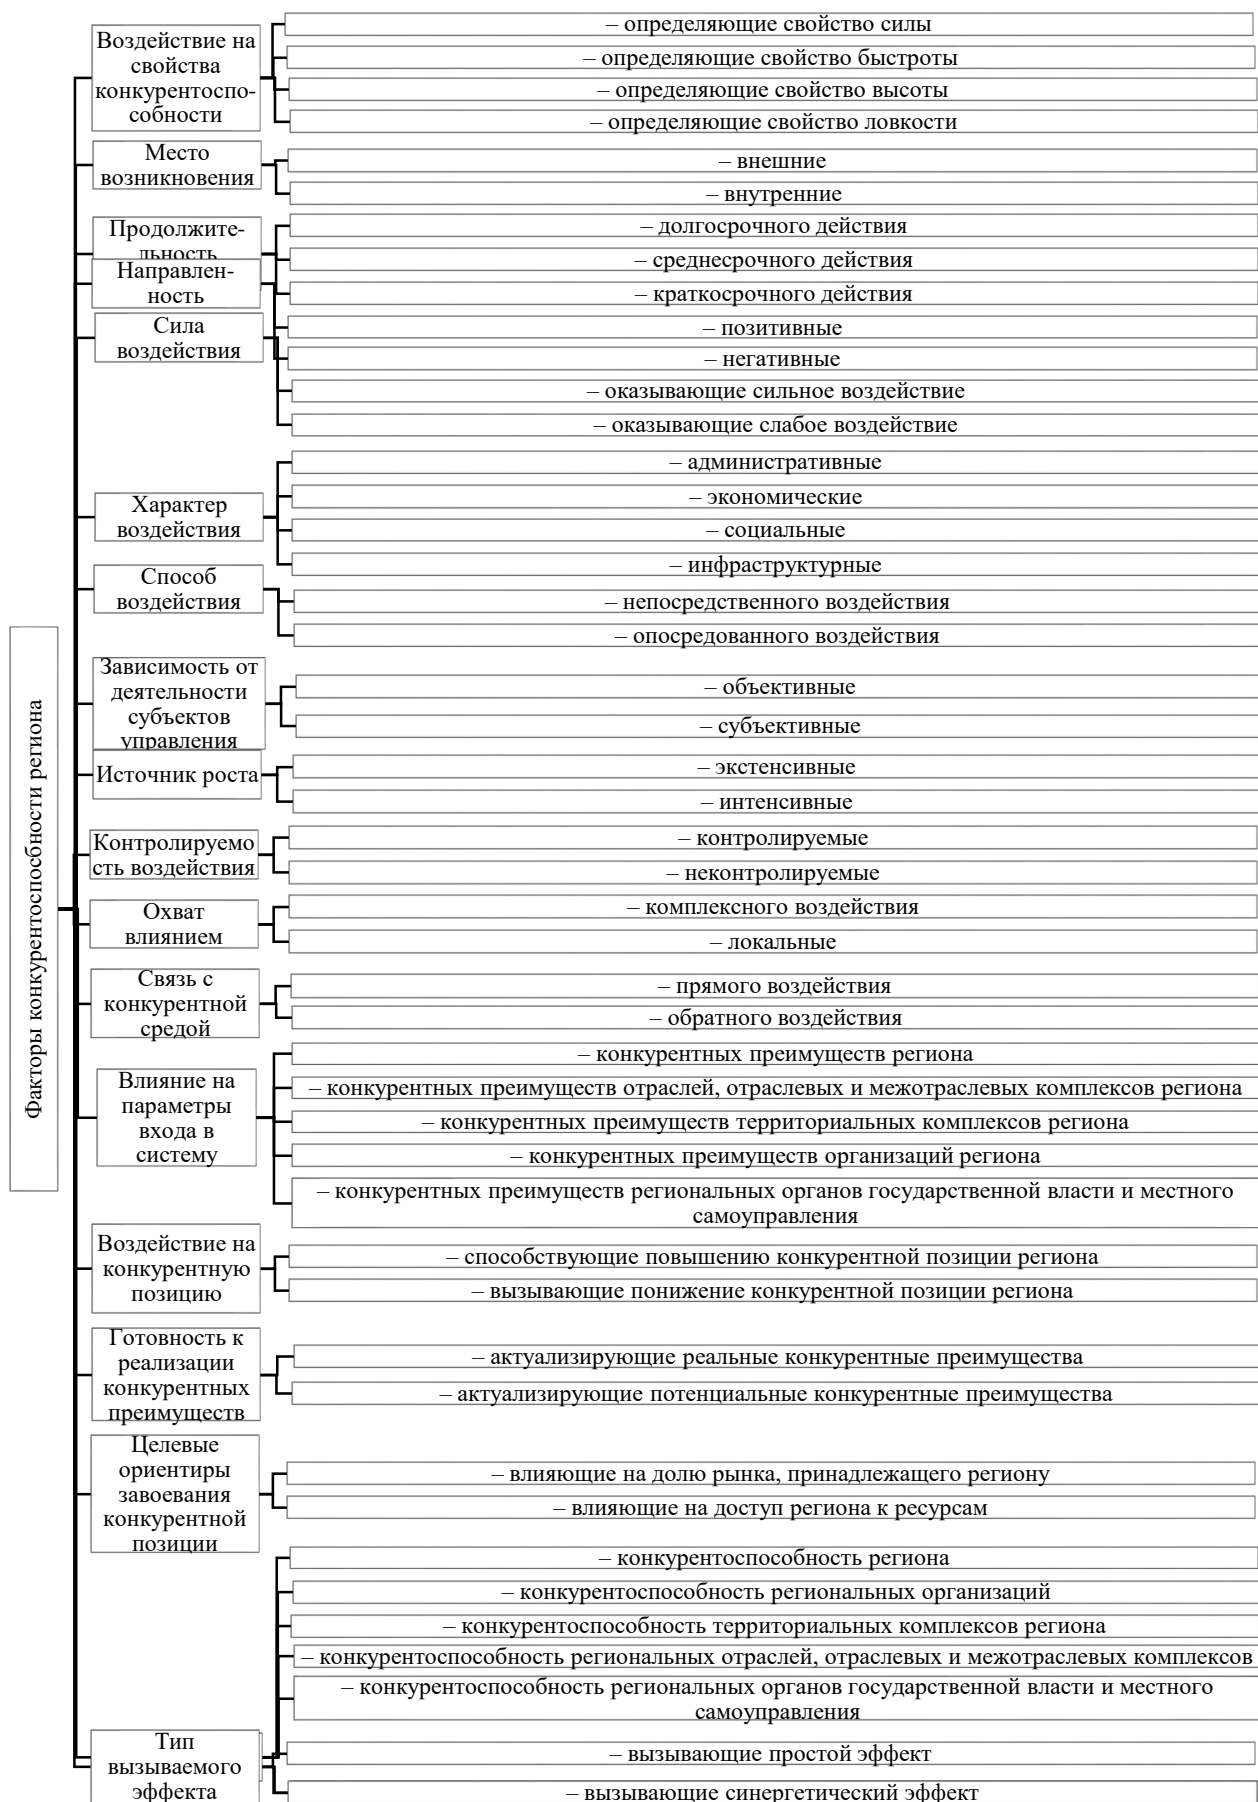 Факторы конкурентоспособности региона
Воздействие на
свойства
конкурентоспо-
собности
– определяющие свойство силы
– определяющие свойство быстроты
– определяющие свойство высоты
– определяющие свойство ловкости
Место
возникновения
– внешние
– внутренние
Продолжите-
льность
– долгосрочного действия
– среднесрочного действия
– краткосрочного действия
Направлен-
ность
– позитивные
– негативные
Сила
воздействия
– оказывающие сильное воздействие
– оказывающие слабое воздействие
Характер
воздействия
– административные
– экономические
– социальные
– инфраструктурные
Способ
воздействия
– непосредственного воздействия
– опосредованного воздействия
Зависимость от
деятельности
субъектов
управления
– объективные
– субъективные
Источник роста
– экстенсивные
– интенсивные
Контролируемо
сть воздействия
– контролируемые
– неконтролируемые
Охват
влиянием
– комплексного воздействия
– локальные
Связь с
конкурентной
средой
– прямого воздействия
– обратного воздействия
Влияние на
параметры
входа в
систему
– конкурентных преимуществ региона
– конкурентных преимуществ отраслей, отраслевых и межотраслевых комплексов региона
– конкурентных преимуществ территориальных комплексов региона
– конкурентных преимуществ организаций региона
– конкурентных преимуществ региональных органов государственной власти и местного
самоуправления
Воздействие на
конкурентную
позицию
– способствующие повышению конкурентной позиции региона
– вызывающие понижение конкурентной позиции региона
Готовность к
реализации
конкурентных
преимуществ
– актуализирующие реальные конкурентные преимущества
– актуализирующие потенциальные конкурентные преимущества
Целевые
ориентиры
завоевания
конкурентной
позиции
– влияющие на долю рынка, принадлежащего региону
– влияющие на доступ региона к ресурсам
– конкурентоспособность региона
– конкурентоспособность региональных организаций
– конкурентоспособность территориальных комплексов региона
– конкурентоспособность региональных отраслей, отраслевых и межотраслевых комплексов
– конкурентоспособность региональных органов государственной власти и местного
самоуправления
Тип
вызываемого
эффекта
– вызывающие простой эффект
– вызывающие синергетический эффект